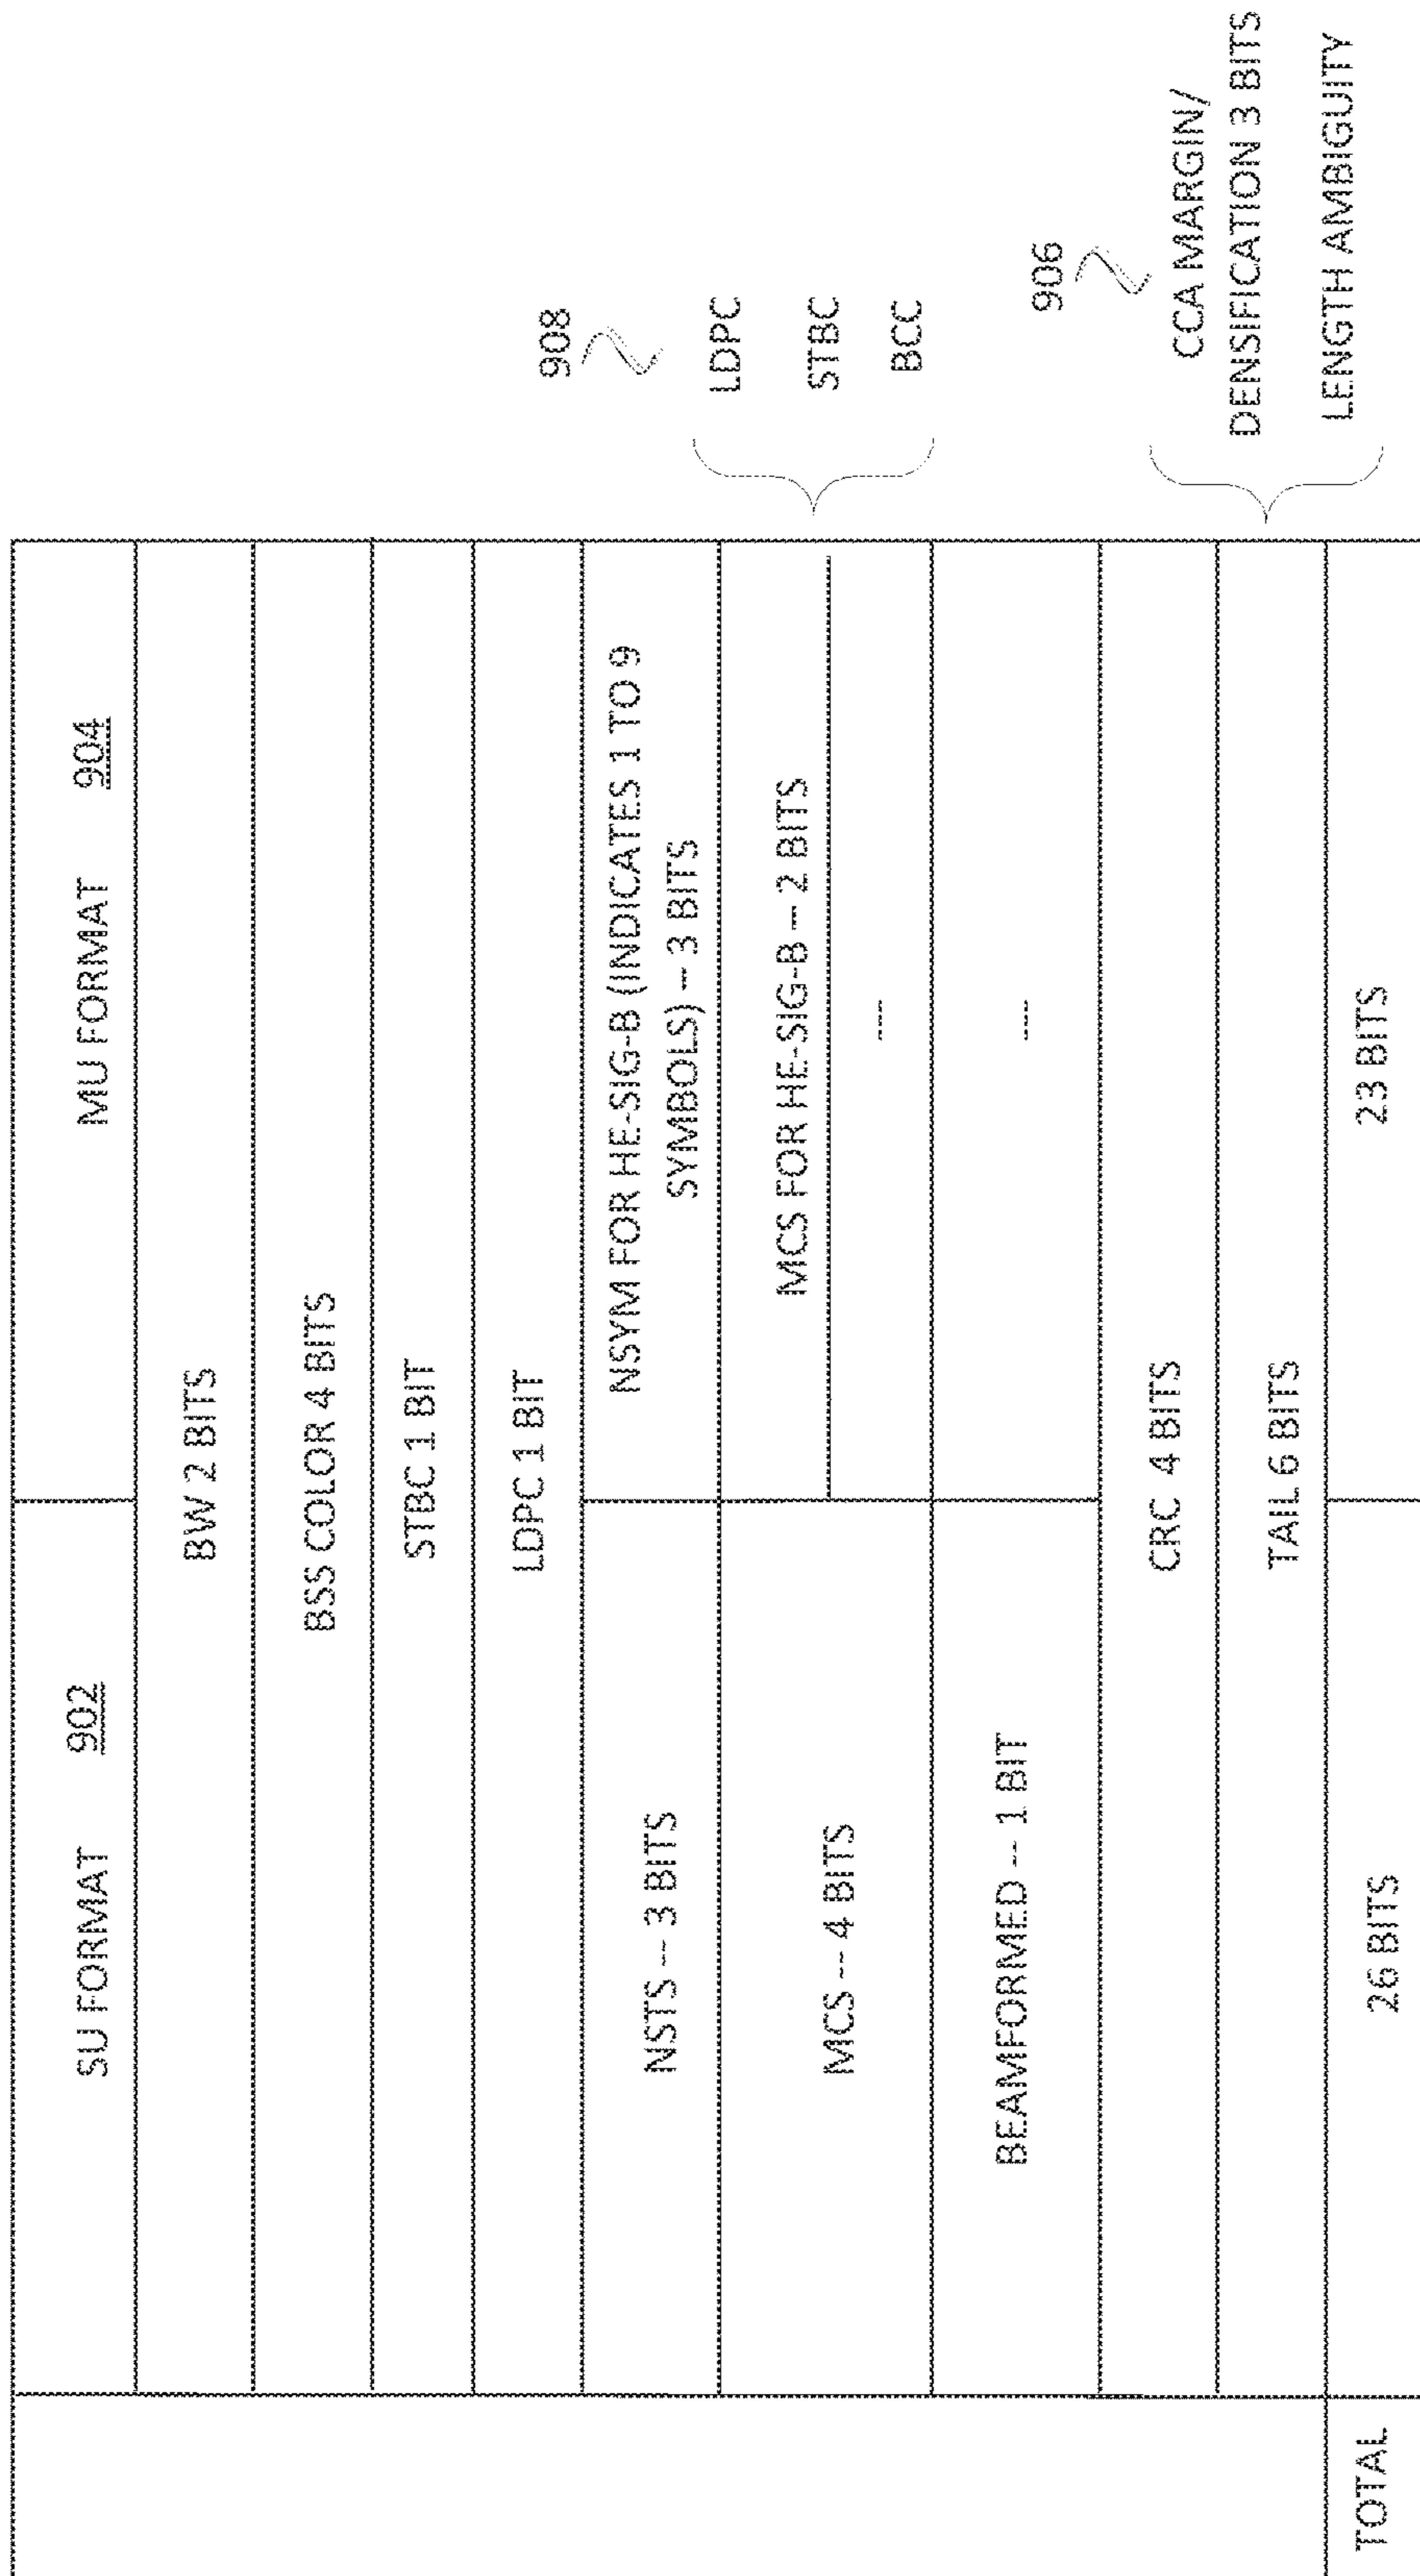 SU FORMAT 902
MU FORMAT 904
BW 2 BITS
BSS COLOR 4 BITS
STBC 1 BIT
LDPC 1 BIT
NSTS -- 3 BITS
NSYM FOR HE-SIG-B (INDICATES 1 TO 9
SYMBOLS) -- 3 BITS
MCS -- 4 BITS
MCS FOR HE-SIG-B -- 2 BITS
---
BEAMFORMED -- 1 BIT
---
CRC 4 BITS
TAIL 6 BITS
TOTAL
26 BITS
23 BITS
908
LDPC
STBC
BCC
906
CCA MARGIN/
DENSIFICATION 3 BITS
LENGTH AMBIGUITY